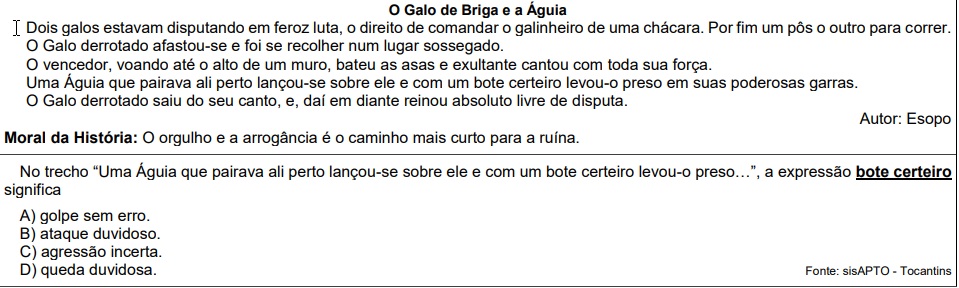 O Galo de Briga e a Águia
Dois galos estavam disputando em feroz luta, o direito de comandar o galinheiro de uma chácara. Por fim um pôs o outro para correr.
O Galo derrotado afastou-se e foi se recolher num lugar sossegado.
O vencedor, voando até o alto de um muro, bateu as asas e exultante cantou com toda sua força.
Uma Águia que pairava ali perto lançou-se sobre ele e com um bote certeiro levou-o preso em suas poderosas garras.
O Galo derrotado saiu do seu canto, e, daí em diante reinou absoluto livre de disputa.
Autor: Esopo
Moral da História: O orgulho e a arrogância é o caminho mais curto para a ruína.
No trecho “Uma Águia que pairava ali perto lançou-se sobre ele e com um bote certeiro levou-o preso…”, a expressão bote certeiro
significa
A) golpe sem erro.
B) ataque duvidoso.
C) agressão incerta.
D) queda duvidosa.
Fonte: sisAPTO - Tocantins